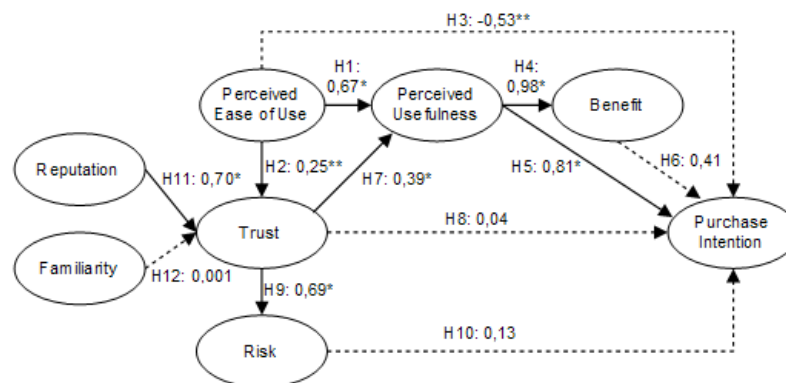 H3: -0,53**
H1:
0,67*
H4:
0,98*
Perceived
Ease of Use
Perceived
Usefulness
Benefit
Reputation
H11: 0,70*
H2: 0,25**
H7: 0,39*
H5: 0,81*
H6: 0,41
Trust
H8: 0,04
Purchase
Intention
Familiarity
H12: 0,001
H9: 0,69*
Risk
H10: 0,13